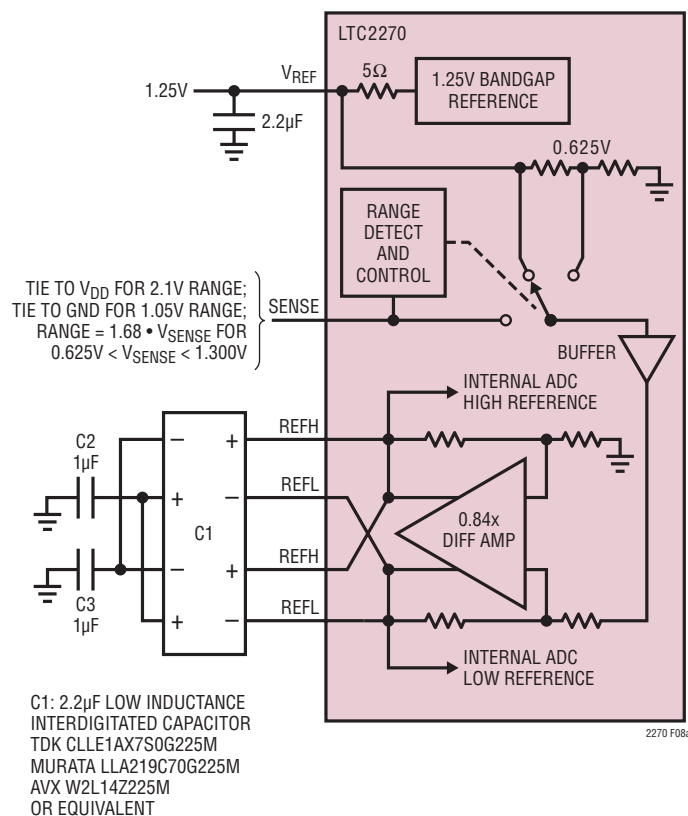 LTC2270
VREF
5Ω
1.25V
1.25V BANDGAP
REFERENCE
2.2µF
0.625V
RANGE
DETECT
AND
CONTROL
TIE TO VDD FOR 2.1V RANGE;
TIE TO GND FOR 1.05V RANGE;
RANGE = 1.68 • VSENSE FOR
0.625V < VSENSE < 1.300V
SENSE
BUFFER
INTERNAL ADC
HIGH REFERENCE
REFH
C2
1µF
–
+
REFL
+
–
0.84x
DIFF AMP
C1
REFH
–
+
C3
1µF
REFL
+
–
INTERNAL ADC
LOW REFERENCE
C1: 2.2µF LOW INDUCTANCE
INTERDIGITATED CAPACITOR
TDK CLLE1AX7S0G225M
MURATA LLA219C70G225M
AVX W2L14Z225M
OR EQUIVALENT
2270 F08a